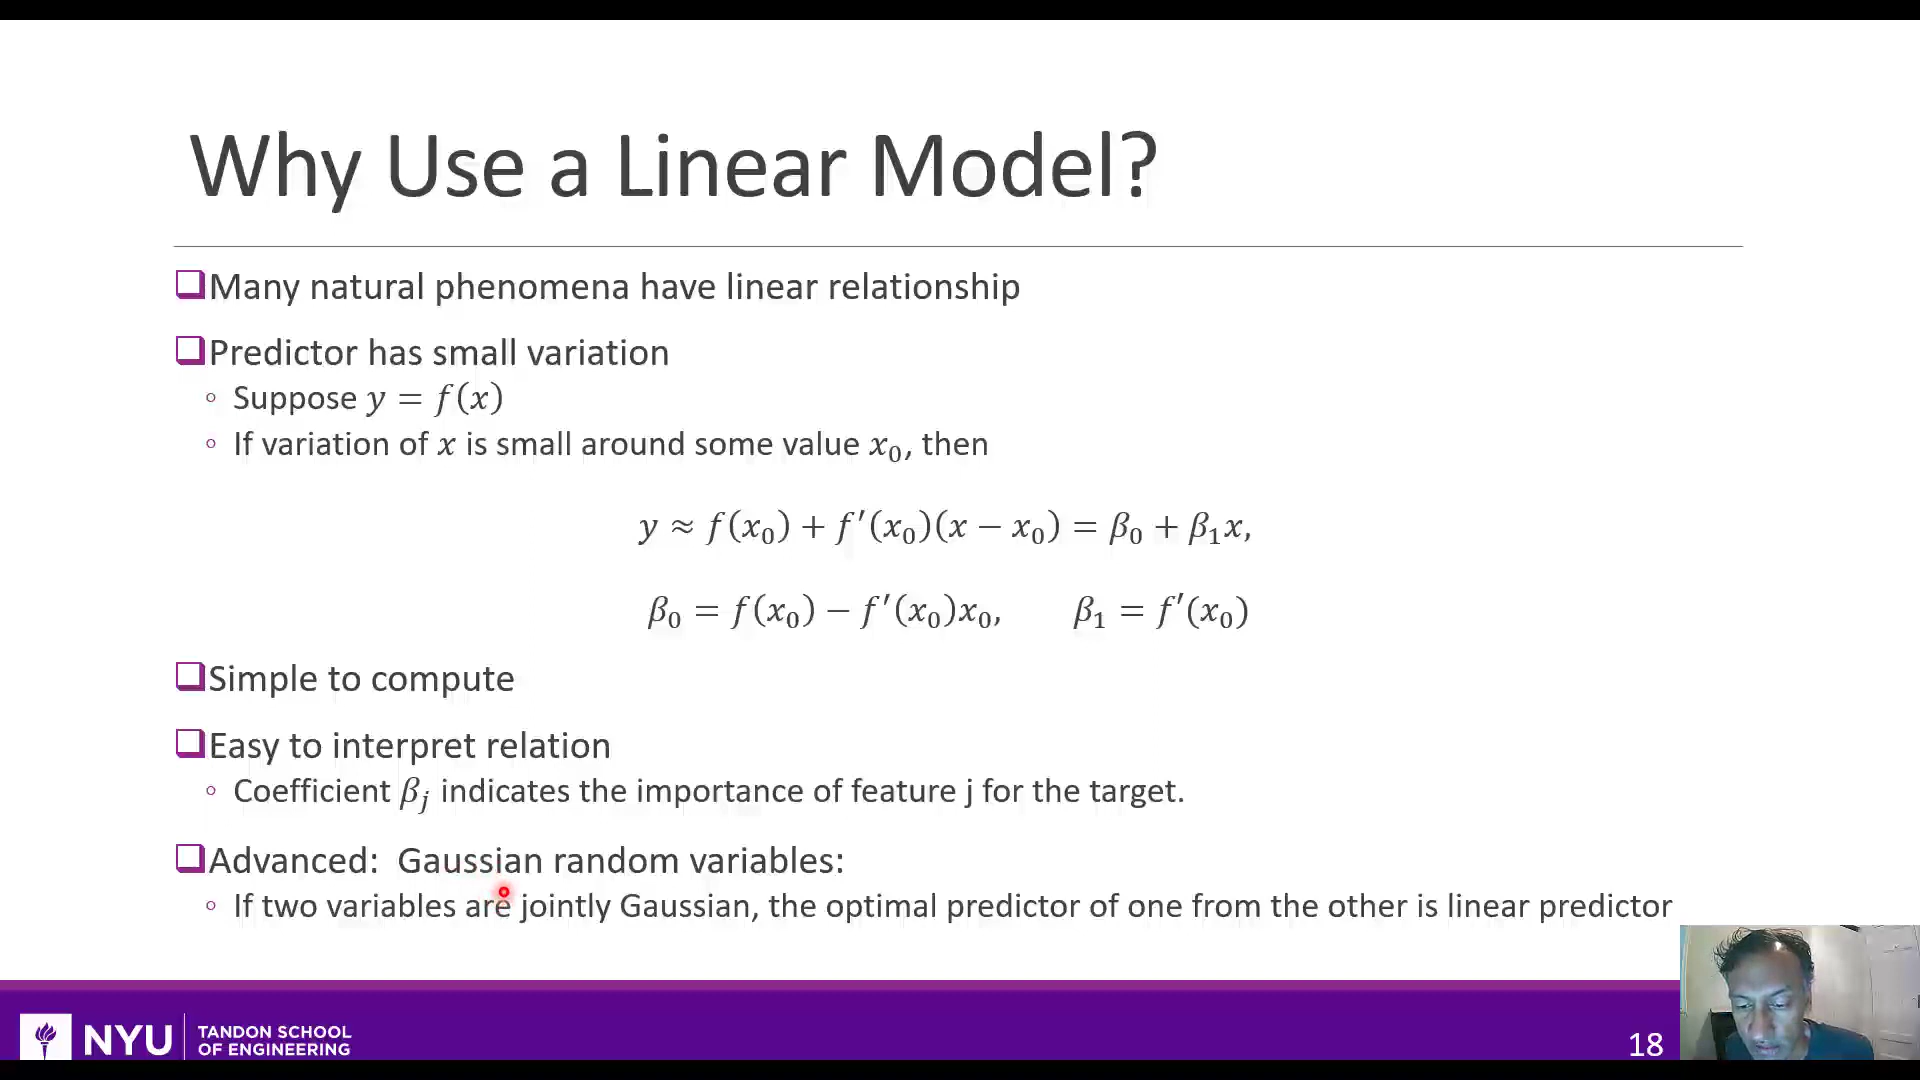 Why Use a Linear Model?
❑Many natural phenomena have linear relationship
❑Predictor has small variation
◦ Suppose y = f(x)
◦ If variation of x is small around some value x₀, then
y ≈ f(x₀) + f′(x₀)(x − x₀) = β₀ + β₁x,
β₀ = f(x₀) − f′(x₀)x₀, β₁ = f′(x₀)
❑Simple to compute
❑Easy to interpret relation
◦ Coefficient βⱼ indicates the importance of feature j for the target.
❑Advanced: Gaussian random variables:
◦ If two variables are jointly Gaussian, the optimal predictor of one from the other is linear predictor
NYU
TANDON SCHOOL
OF ENGINEERING
18